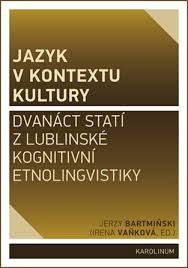 JAZYK
V KONTEXTU
KULTURY
DVANÁCT STATÍ
Z LUBLINSKÉ
KOGNITIVNÍ
ETNOLINGVISTIKY
JERZY BARTMIŃSKI
(IRENA VAŇKOVÁ, ED.)
KAROLINUM